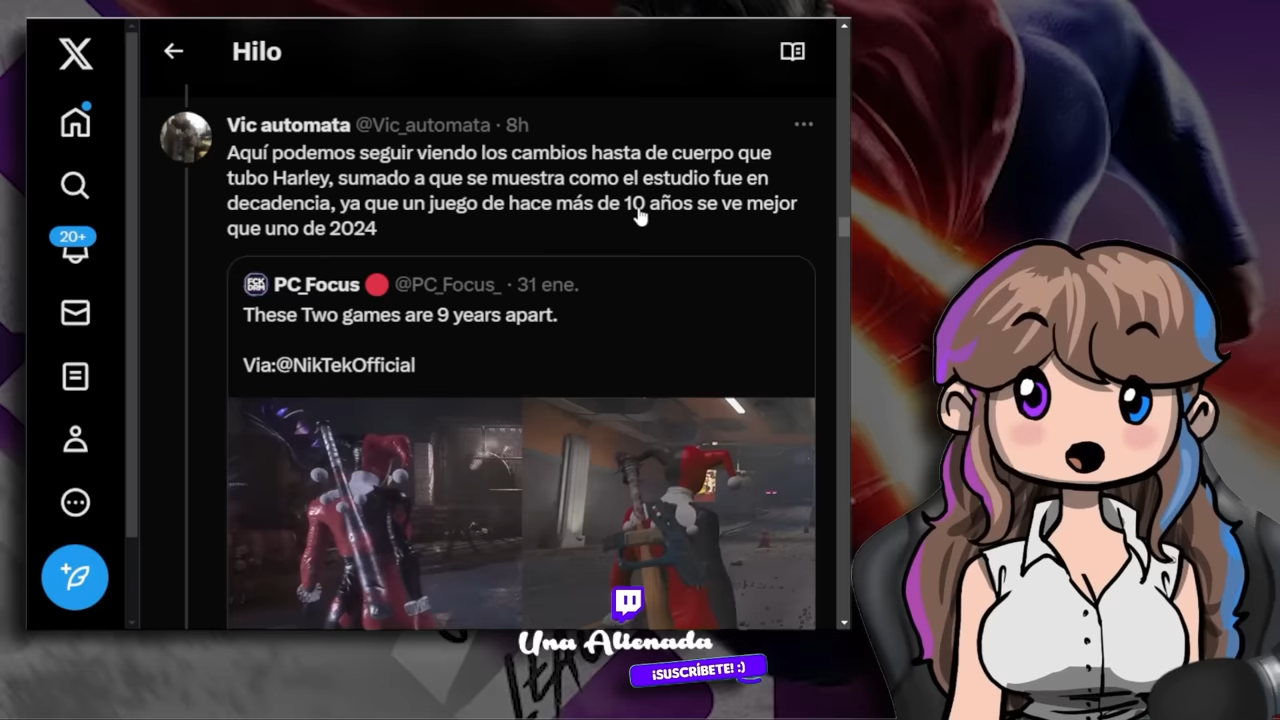 Hilo
Vic automata @Vic_automata · 8h
Aquí podemos seguir viendo los cambios hasta de cuerpo que
tubo Harley, sumado a que se muestra como el estudio fue en
decadencia, ya que un juego de hace más de 10 años se ve mejor
que uno de 2024
20+
FCK DRM
PC_Focus 🔴 @PC_Focus_ · 31 ene.
These Two games are 9 years apart.
Via:@NikTekOfficial
Una Alienada
¡SUSCRÍBETE! :)